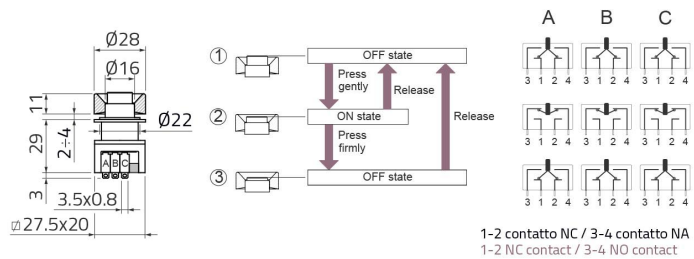 Ø28
Ø16
11
Ø22
29
2÷4
A B C
3
3.5x0.8
⌑27.5x20
1
OFF state
Press
gently
Release
2
ON state
Press
firmly
Release
3
OFF state
A B C
3 1 2 4 3 1 2 4 3 1 2 4
3 1 2 4 3 1 2 4 3 1 2 4
3 1 2 4 3 1 2 4 3 1 2 4
1-2 contatto NC / 3-4 contatto NA
1-2 NC contact / 3-4 NO contact